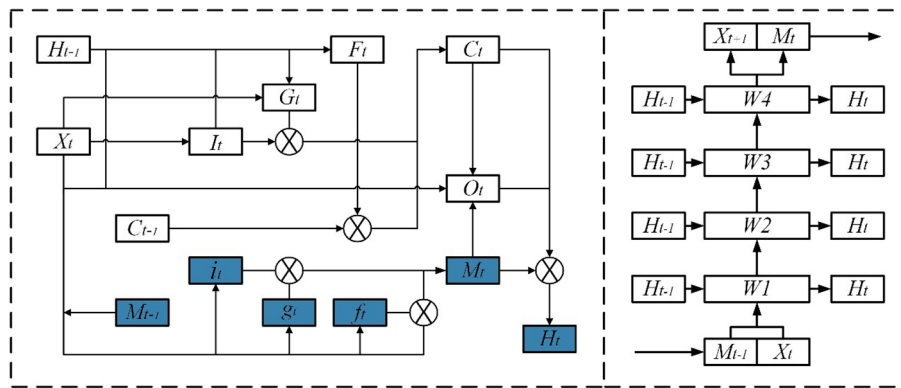 Ht-1
Ft
Ct
Gt
Xt
It
Ot
Ct-1
it
Mt
Mt-1
gt
ft
Ht
Xt+1 Mt
Ht-1 W4 Ht
Ht-1 W3 Ht
Ht-1 W2 Ht
Ht-1 W1 Ht
Mt-1 Xt